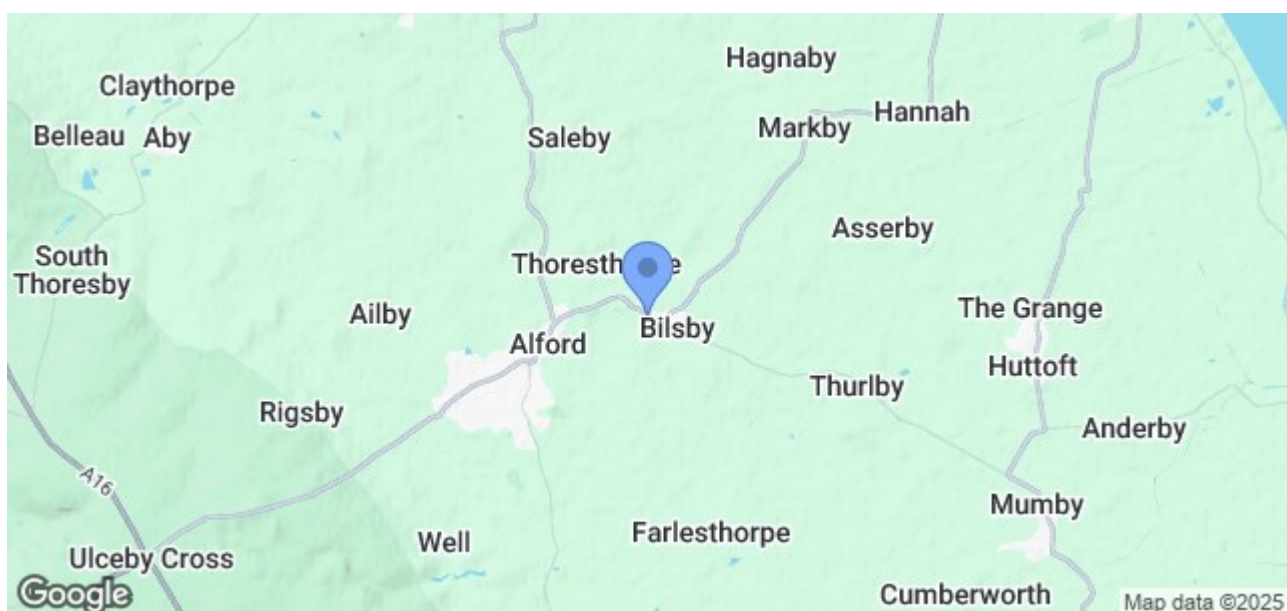 Hagnaby
Claythorpe
Hannah
Markby
Belleau
Aby
Saleby
Asserby
South
Thoresby
Ailby
The Grange
Bilsby
Alford
Huttoft
Thurlby
Rigsby
Anderby
A16
Mumby
Farlesthorpe
Well
Ulceby Cross
Cumberworth
Google
Map data ©2025